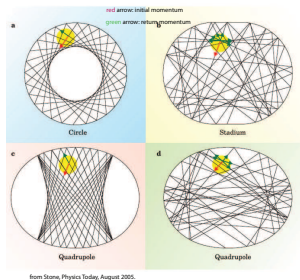 red arrow: initial momentum
green arrow: return momentum
a
b
Circle
Stadium
c
d
Quadrupole
Quadrupole
from Stone, Physics Today, August 2005.